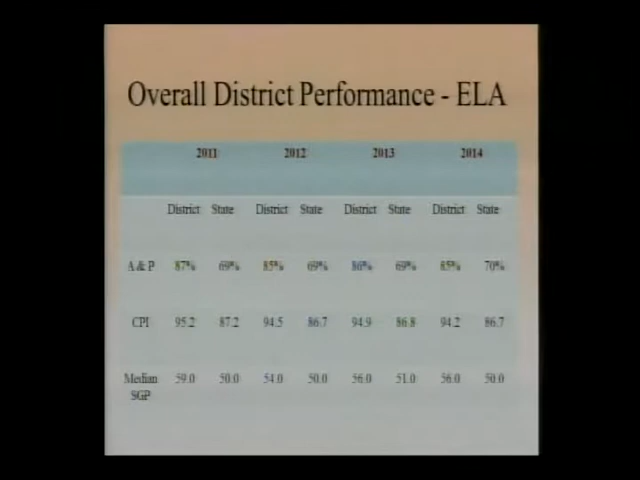 Overall District Performance - ELA
2011 2012 2013 2014
District State District State District State District State
A & P 87% 69% 85% 69% 86% 69% 85% 70%
CPI 95.2 87.2 94.5 86.7 94.9 86.8 94.2 86.7
Median SGP 59.0 50.0 54.0 50.0 56.0 51.0 56.0 50.0